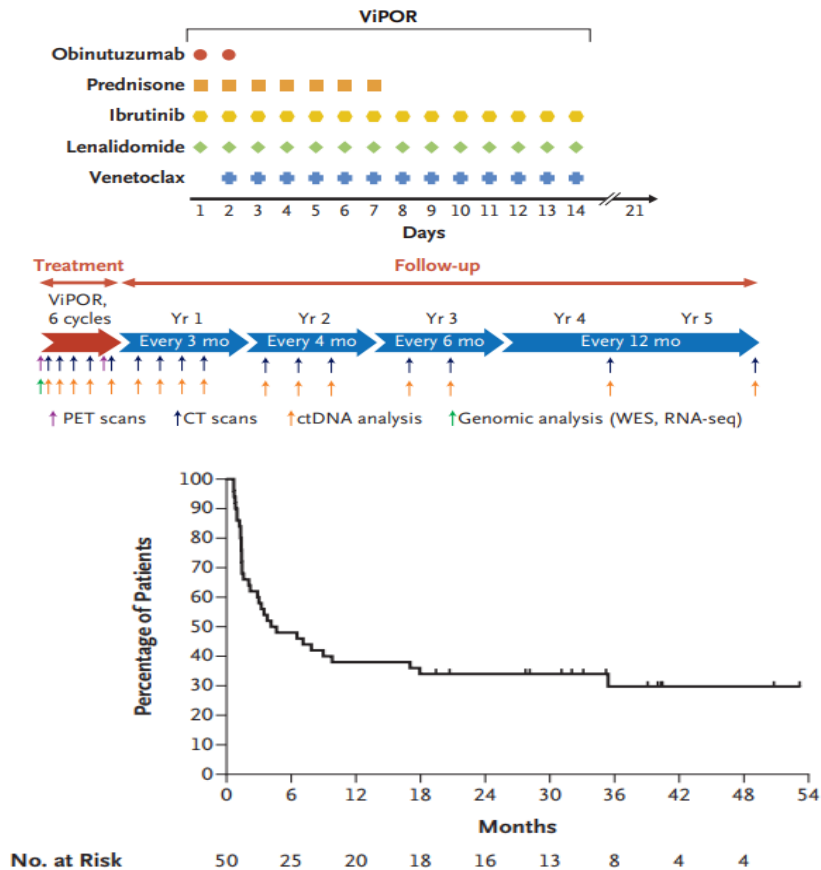 ViPOR
Obinutuzumab
Prednisone
Ibrutinib
Lenalidomide
Venetoclax
1 2 3 4 5 6 7 8 9 10 11 12 13 14 21
Days
Treatment Follow-up
ViPOR,
6 cycles Yr 1 Yr 2 Yr 3 Yr 4 Yr 5
Every 3 mo Every 4 mo Every 6 mo Every 12 mo
PET scans CT scans ctDNA analysis Genomic analysis (WES, RNA-seq)
Percentage of Patients
100
90
80
70
60
50
40
30
20
10
0
0 6 12 18 24 30 36 42 48 54
Months
No. at Risk 50 25 20 18 16 13 8 4 4